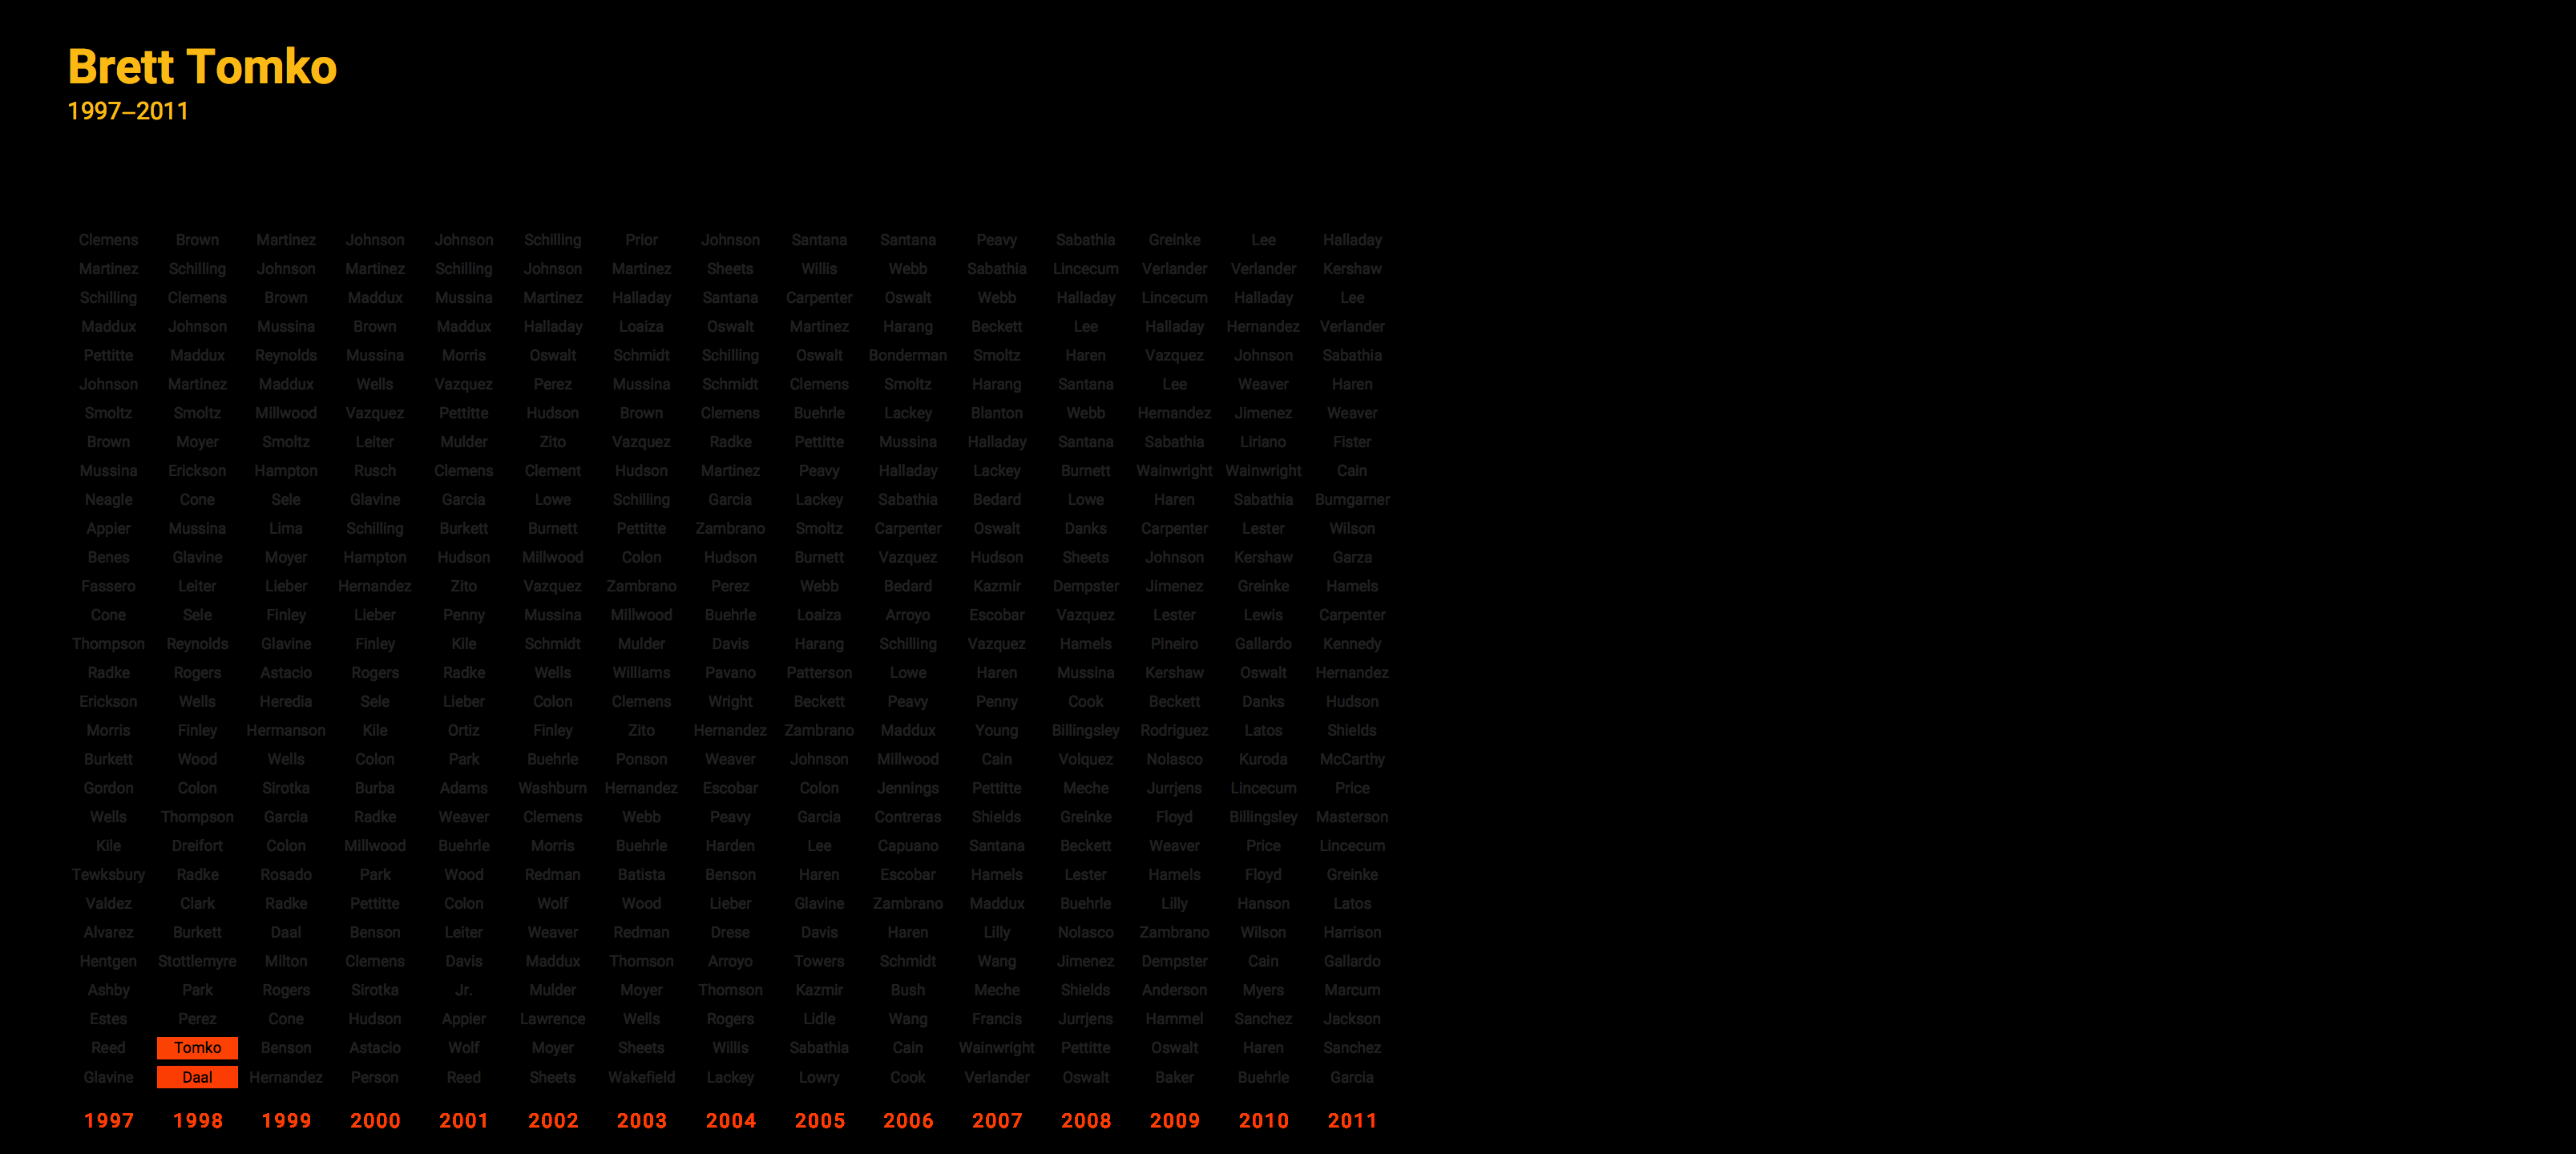 Brett Tomko
1997–2011
Clemens Brown Martinez Johnson Johnson Schilling Prior Johnson Santana Santana Peavy Sabathia Greinke Lee Halladay
Martinez Schilling Johnson Martinez Schilling Johnson Martinez Sheets Willis Webb Sabathia Lincecum Verlander Verlander Kershaw
Schilling Clemens Brown Maddux Mussina Martinez Halladay Santana Carpenter Oswalt Webb Halladay Lincecum Halladay Lee
Maddux Johnson Mussina Brown Maddux Halladay Loaiza Oswalt Martinez Harang Beckett Lee Halladay Hernandez Verlander
Pettitte Maddux Reynolds Mussina Morris Oswalt Schmidt Schilling Oswalt Bonderman Smoltz Haren Vazquez Johnson Sabathia
Johnson Martinez Maddux Wells Vazquez Perez Mussina Schmidt Clemens Smoltz Harang Santana Lee Weaver Haren
Smoltz Smoltz Millwood Vazquez Pettitte Hudson Brown Clemens Buehrle Lackey Blanton Webb Hernandez Jimenez Weaver
Brown Moyer Smoltz Leiter Mulder Zito Vazquez Radke Pettitte Mussina Halladay Santana Sabathia Liriano Fister
Mussina Erickson Hampton Rusch Clemens Clement Hudson Martinez Peavy Halladay Lackey Burnett Wainwright Wainwright Cain
Neagle Cone Sele Glavine Garcia Lowe Schilling Garcia Lackey Sabathia Bedard Lowe Haren Sabathia Bumgarner
Appier Mussina Lima Schilling Burkett Burnett Pettitte Zambrano Smoltz Carpenter Oswalt Danks Carpenter Lester Wilson
Benes Glavine Moyer Hampton Hudson Millwood Colon Hudson Burnett Vazquez Hudson Sheets Johnson Kershaw Garza
Fassero Leiter Lieber Hernandez Zito Vazquez Zambrano Perez Webb Bedard Kazmir Dempster Jimenez Greinke Hamels
Cone Sele Finley Lieber Penny Mussina Millwood Buehrle Loaiza Arroyo Escobar Vazquez Lester Lewis Carpenter
Thompson Reynolds Glavine Finley Kile Schmidt Mulder Davis Harang Schilling Vazquez Hamels Pineiro Gallardo Kennedy
Radke Rogers Astacio Rogers Radke Wells Williams Pavano Patterson Lowe Haren Mussina Kershaw Oswalt Hernandez
Erickson Wells Heredia Sele Lieber Colon Clemens Wright Beckett Peavy Penny Cook Beckett Danks Hudson
Morris Finley Hermanson Kile Ortiz Finley Zito Hernandez Zambrano Maddux Young Billingsley Rodriguez Latos Shields
Burkett Wood Wells Colon Park Buehrle Ponson Weaver Johnson Millwood Cain Volquez Nolasco Kuroda McCarthy
Gordon Colon Sirotka Burba Adams Washburn Hernandez Escobar Colon Jennings Pettitte Meche Jurrjens Lincecum Price
Wells Thompson Garcia Radke Weaver Clemens Webb Peavy Garcia Contreras Shields Greinke Floyd Billingsley Masterson
Kile Dreifort Colon Millwood Buehrle Morris Buehrle Harden Lee Capuano Santana Beckett Weaver Price Lincecum
Tewksbury Radke Rosado Park Wood Redman Batista Benson Haren Escobar Hamels Lester Hamels Floyd Greinke
Valdez Clark Radke Pettitte Colon Wolf Wood Lieber Glavine Zambrano Maddux Buehrle Lilly Hanson Latos
Alvarez Burkett Daal Benson Leiter Weaver Redman Drese Davis Haren Lilly Nolasco Zambrano Wilson Harrison
Hentgen Stottlemyre Milton Clemens Davis Maddux Thomson Arroyo Towers Schmidt Wang Jimenez Dempster Cain Gallardo
Ashby Park Rogers Sirotka Jr. Mulder Moyer Thomson Kazmir Bush Meche Shields Anderson Myers Marcum
Estes Perez Cone Hudson Appier Lawrence Wells Rogers Lidle Wang Francis Jurrjens Hammel Sanchez Jackson
Reed Tomko Benson Astacio Wolf Moyer Sheets Willis Sabathia Cain Wainwright Pettitte Oswalt Haren Sanchez
Glavine Daal Hernandez Person Reed Sheets Wakefield Lackey Lowry Cook Verlander Oswalt Baker Buehrle Garcia
1997 1998 1999 2000 2001 2002 2003 2004 2005 2006 2007 2008 2009 2010 2011